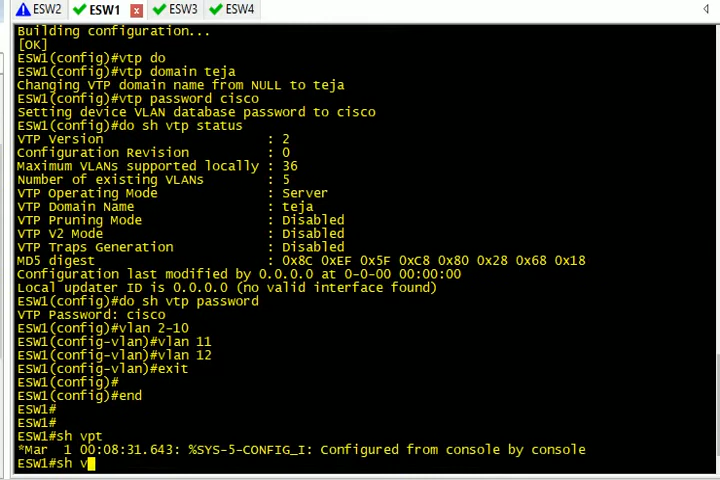 ESW2 ESW1 ESW3 ESW4
Building configuration...
[OK]
ESW1(config)#vtp do
ESW1(config)#vtp domain teja
Changing VTP domain name from NULL to teja
ESW1(config)#vtp password cisco
Setting device VLAN database password to cisco
ESW1(config)#do sh vtp status
VTP Version                     : 2
Configuration Revision          : 0
Maximum VLANs supported locally : 36
Number of existing VLANs        : 5
VTP Operating Mode              : Server
VTP Domain Name                 : teja
VTP Pruning Mode                : Disabled
VTP V2 Mode                     : Disabled
VTP Traps Generation            : Disabled
MD5 digest                      : 0x8C 0xEF 0x5F 0xC8 0x80 0x28 0x68 0x18
Configuration last modified by 0.0.0.0 at 0-0-00 00:00:00
Local updater ID is 0.0.0.0 (no valid interface found)
ESW1(config)#do sh vtp password
VTP Password: cisco
ESW1(config)#vlan 2-10
ESW1(config-vlan)#vlan 11
ESW1(config-vlan)#vlan 12
ESW1(config-vlan)#exit
ESW1(config)#
ESW1(config)#end
ESW1#
ESW1#
ESW1#sh vpt
*Mar  1 00:08:31.643: %SYS-5-CONFIG_I: Configured from console by console
ESW1#sh v